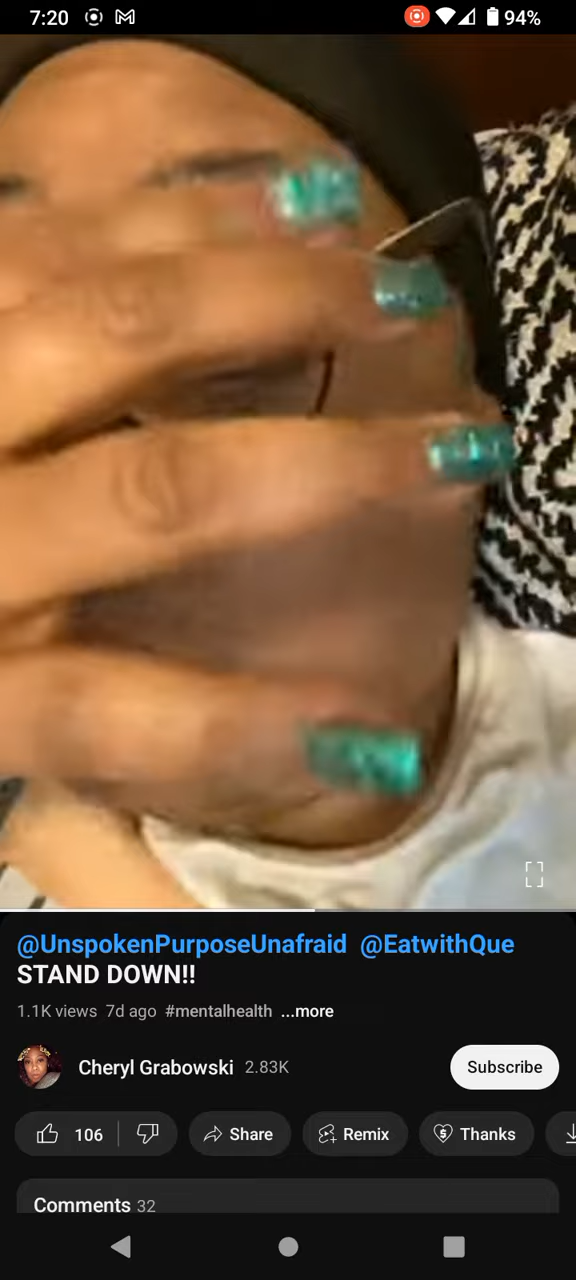 7:20 94%
@UnspokenPurposeUnafraid @EatwithQue
STAND DOWN!!
1.1K views 7d ago #mentalhealth ...more
Cheryl Grabowski 2.83K Subscribe
106 Share Remix Thanks
Comments 32